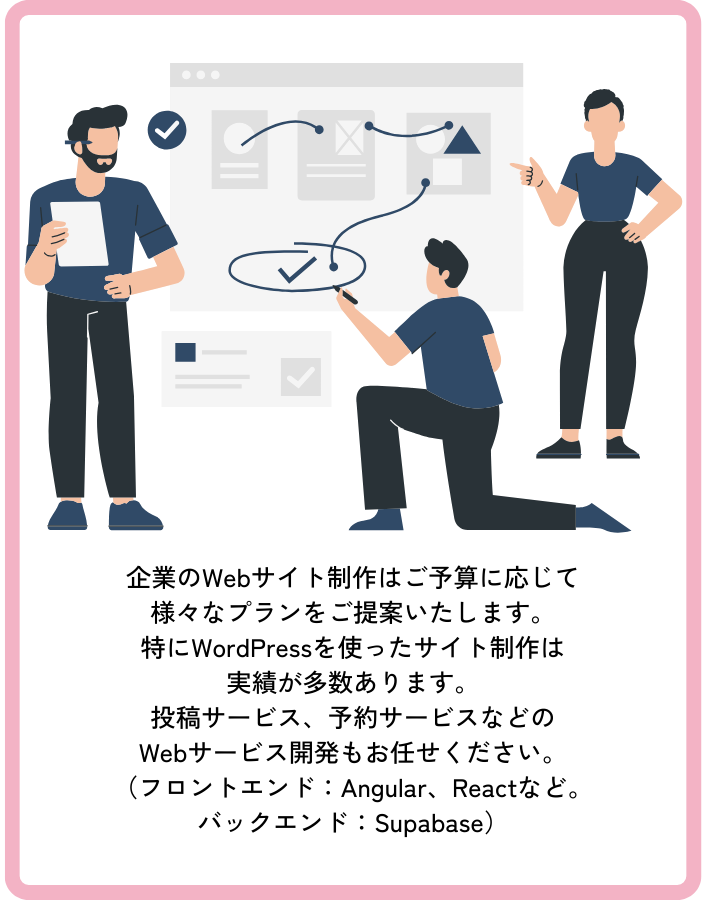 企業のWebサイト制作はご予算に応じて
様々なプランをご提案いたします。
特にWordPressを使ったサイト制作は
実績が多数あります。
投稿サービス、予約サービスなどの
Webサービス開発もお任せください。
（フロントエンド：Angular、Reactなど。
バックエンド：Supabase）